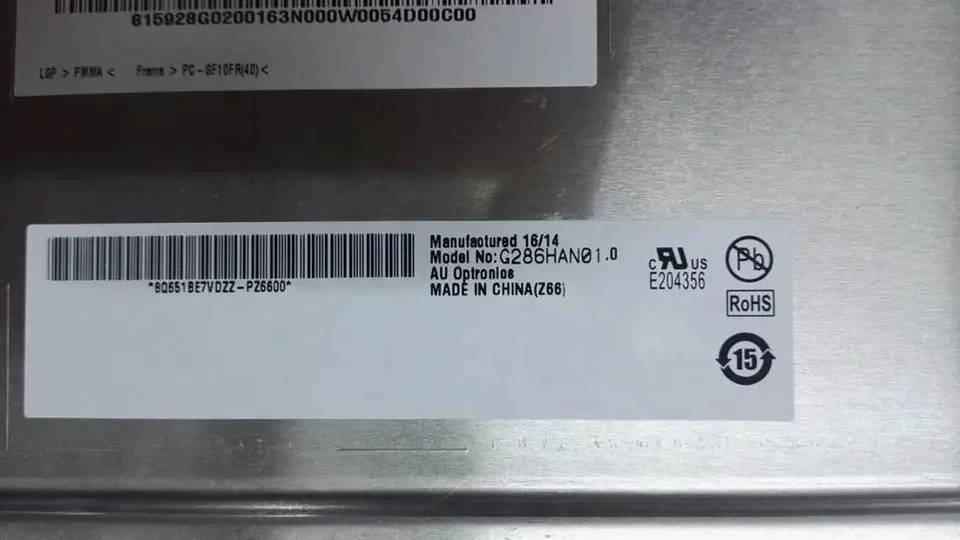 815928G0200163N000W0054D00C00
LGP > PMMA < Frame > PC-GF10FR(40)<
Manufactured 16/14
Model No:G286HAN01.0
AU Optronics
MADE IN CHINA(Z66)
*8Q651BE7VDZZ-PZ6600*
c RU US
E204356
Pb
RoHS
15